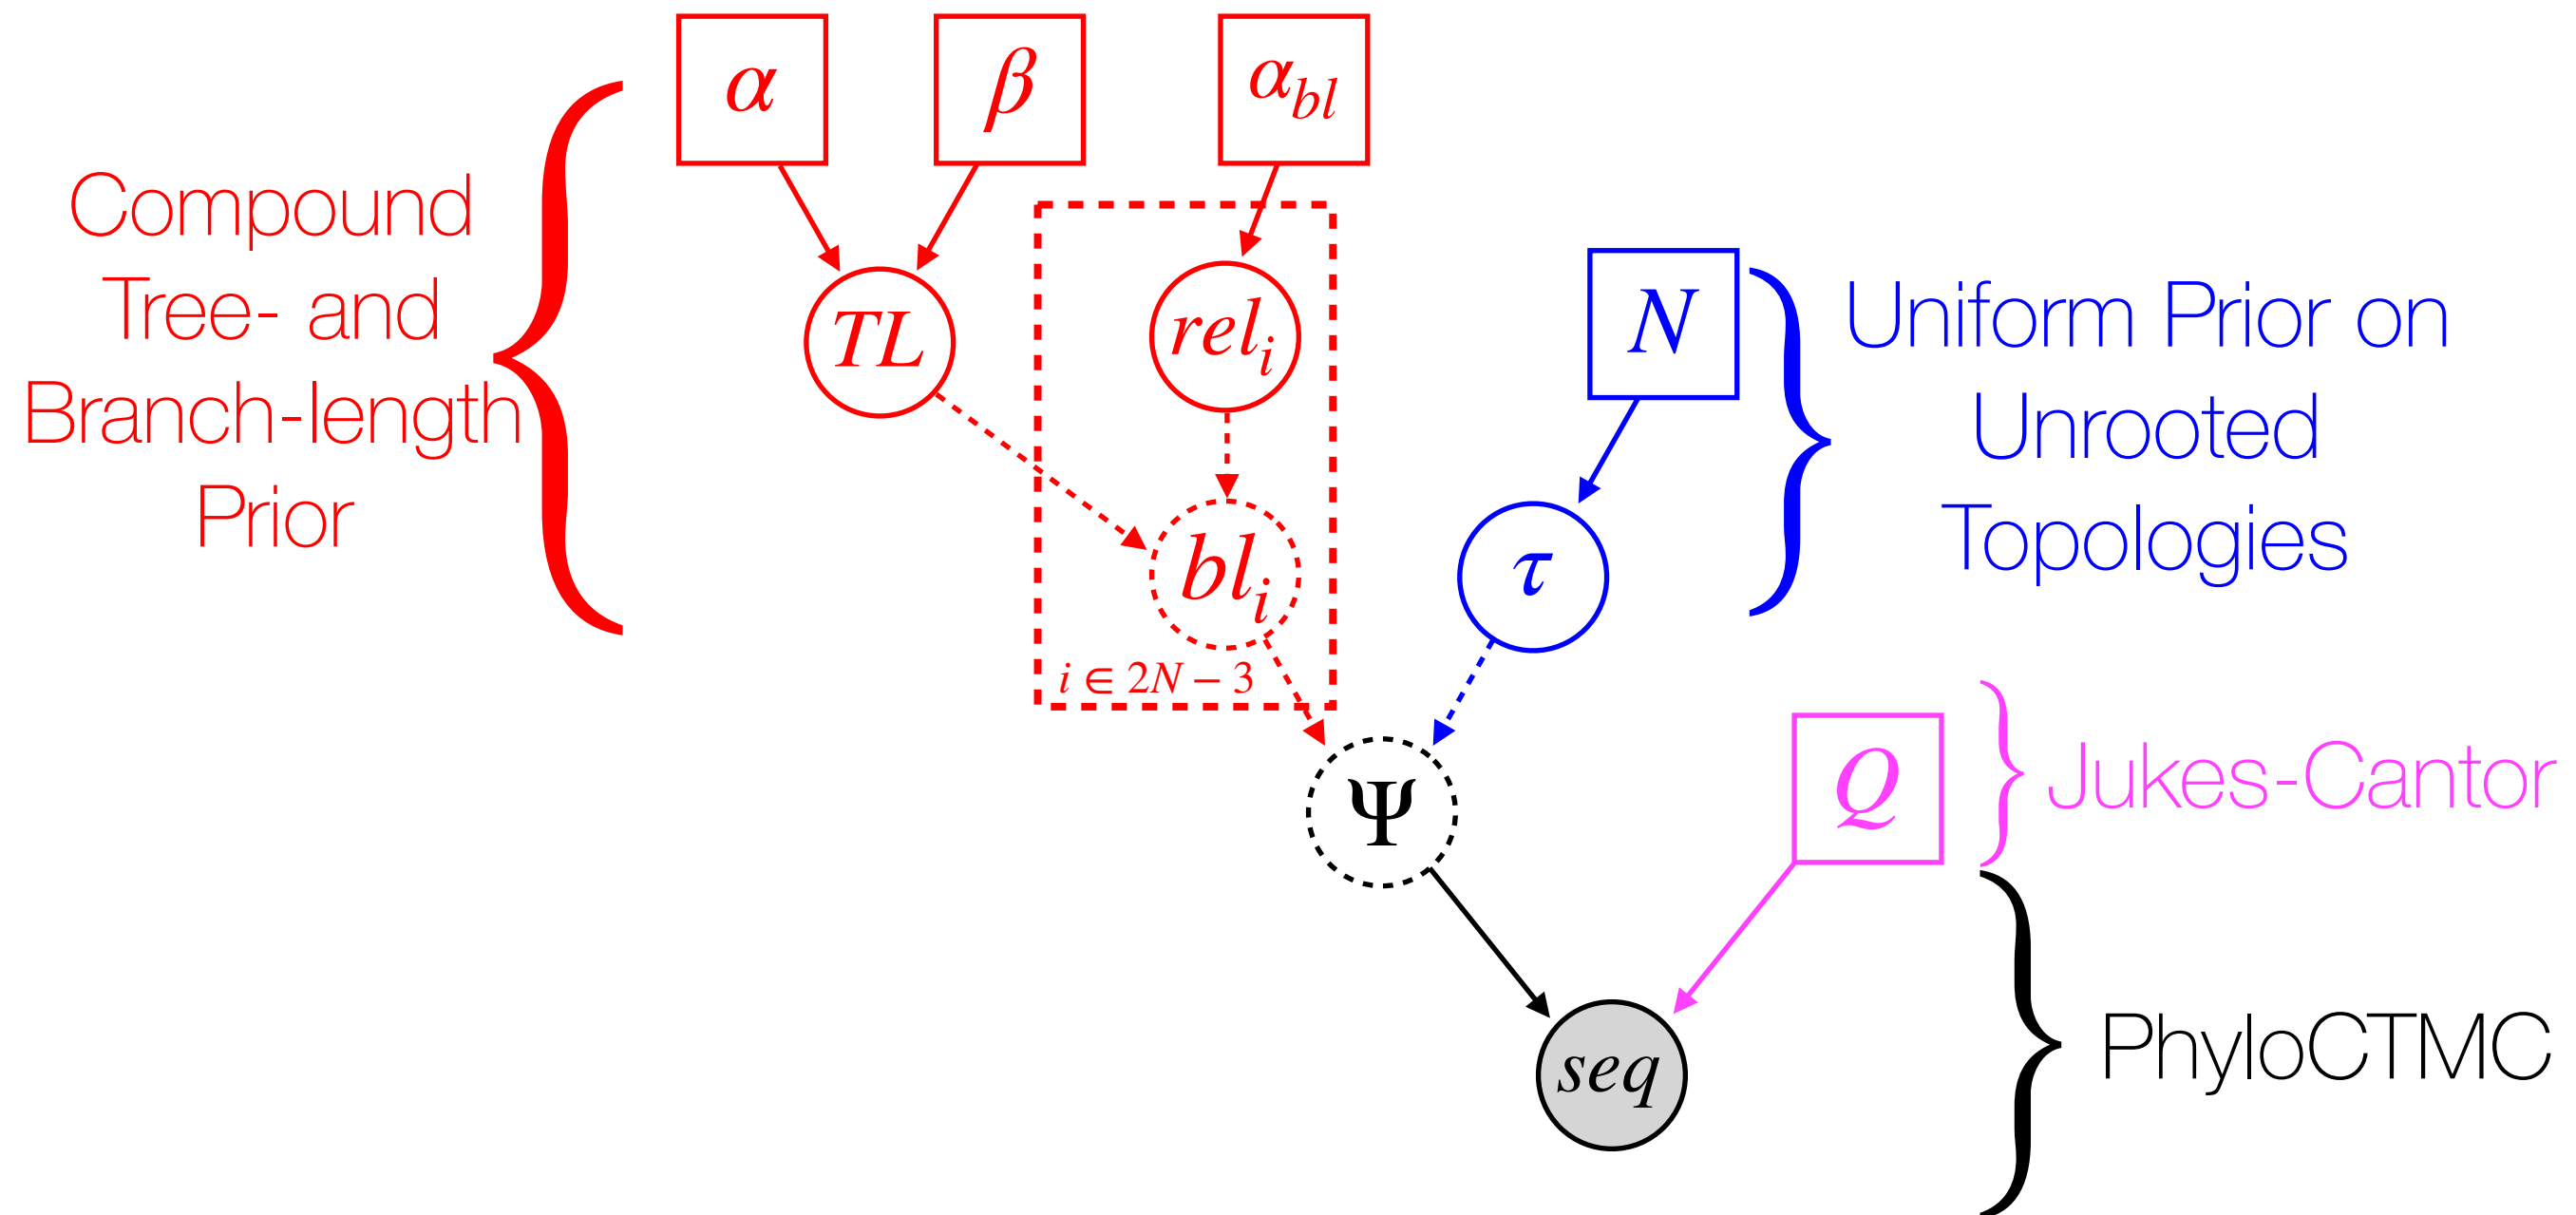 α
β
α_bl
Compound
Tree- and
Branch-length
Prior
TL
rel_i
N
Uniform Prior on
Unrooted
Topologies
bl_i
τ
i ∈ 2N − 3
Ψ
Q
Jukes-Cantor
seq
PhyloCTMC